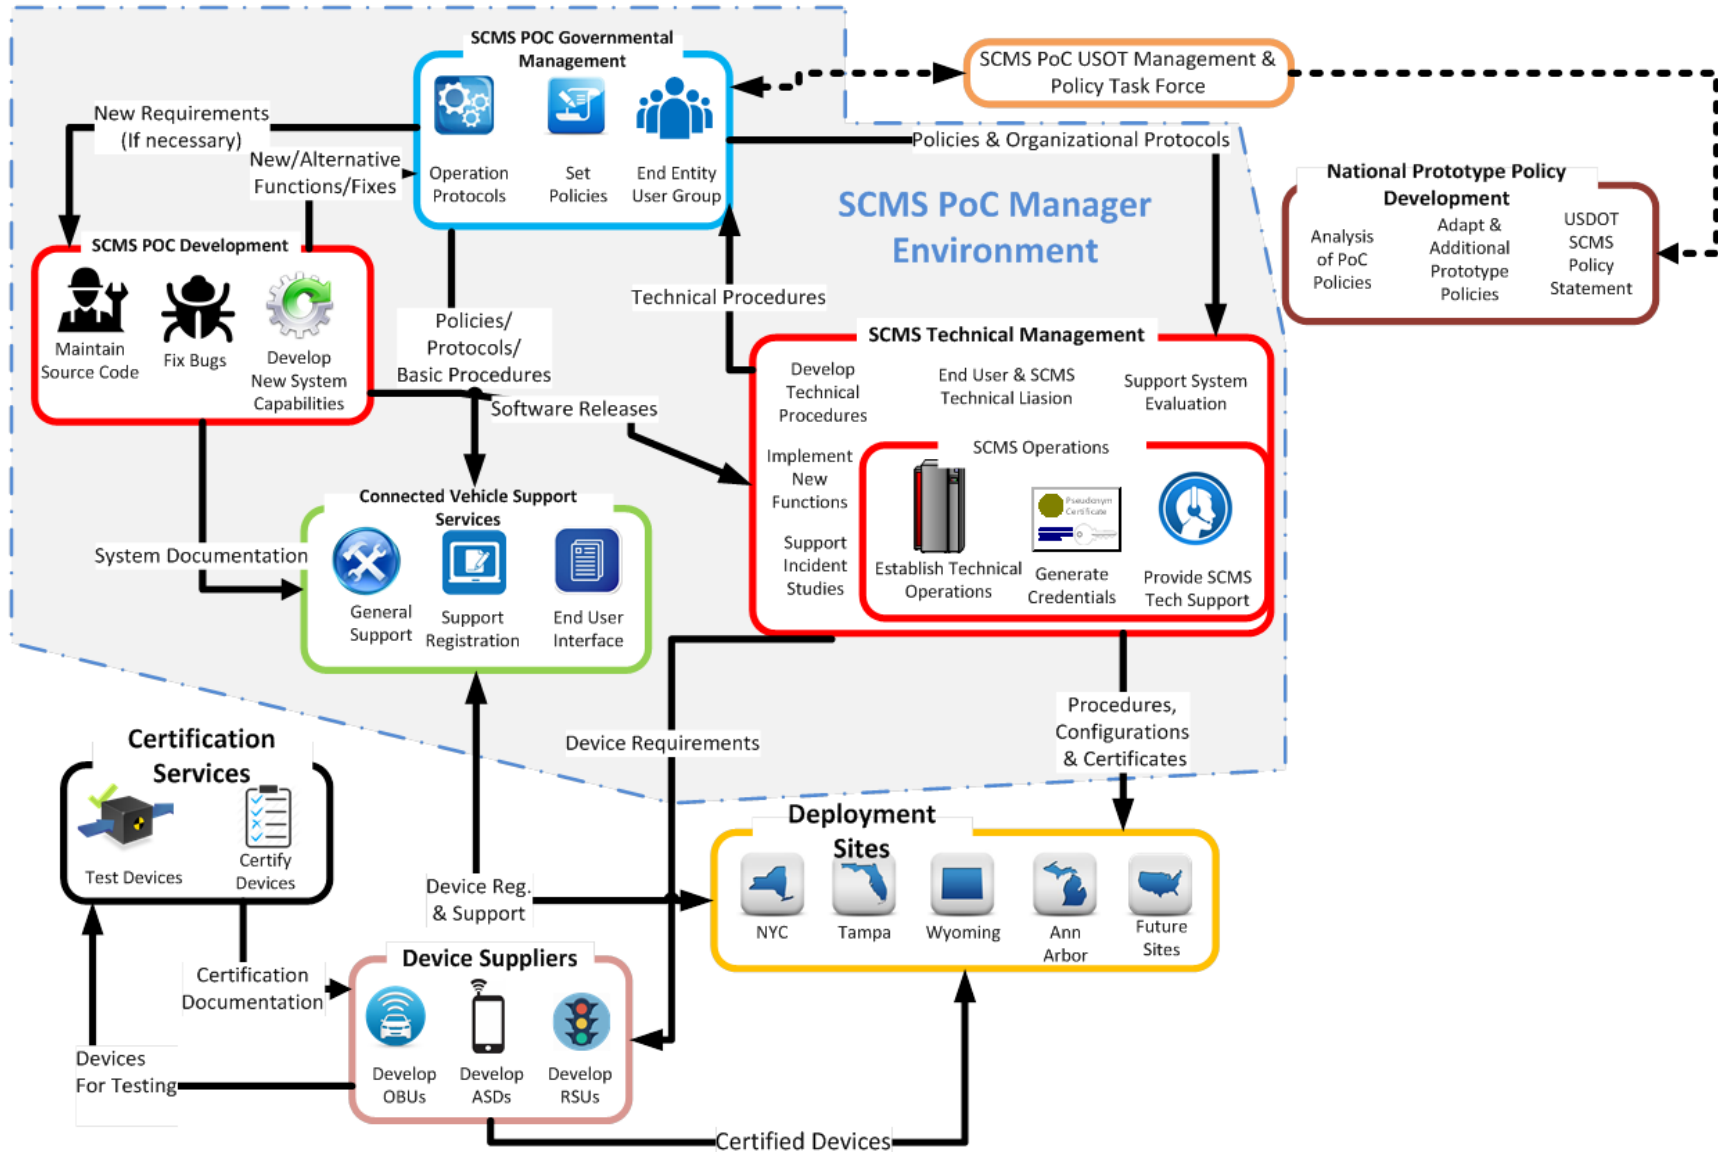 SCMS POC Governmental
Management
Operation
Protocols
Set
Policies
End Entity
User Group
SCMS PoC USOT Management &
Policy Task Force
New Requirements
(If necessary)
New/Alternative
Functions/Fixes
Policies & Organizational Protocols
National Prototype Policy
Development
Analysis
of PoC
Policies
Adapt &
Additional
Prototype
Policies
USDOT
SCMS
Policy
Statement
SCMS PoC Manager
Environment
SCMS POC Development
Maintain
Source Code
Fix Bugs
Develop
New System
Capabilities
Policies/
Protocols/
Basic Procedures
Technical Procedures
Software Releases
SCMS Technical Management
Develop
Technical
Procedures
End User & SCMS
Technical Liasion
Support System
Evaluation
Implement
New
Functions
Support
Incident
Studies
SCMS Operations
Pseudonym
Certificate
Establish Technical
Operations
Generate
Credentials
Provide SCMS
Tech Support
System Documentation
Connected Vehicle Support
Services
General
Support
Support
Registration
End User
Interface
Device Requirements
Procedures,
Configurations
& Certificates
Certification
Services
Test Devices
Certify
Devices
Device Reg.
& Support
Deployment
Sites
NYC
Tampa
Wyoming
Ann
Arbor
Future
Sites
Certification
Documentation
Devices
For Testing
Device Suppliers
Develop
OBUs
Develop
ASDs
Develop
RSUs
Certified Devices